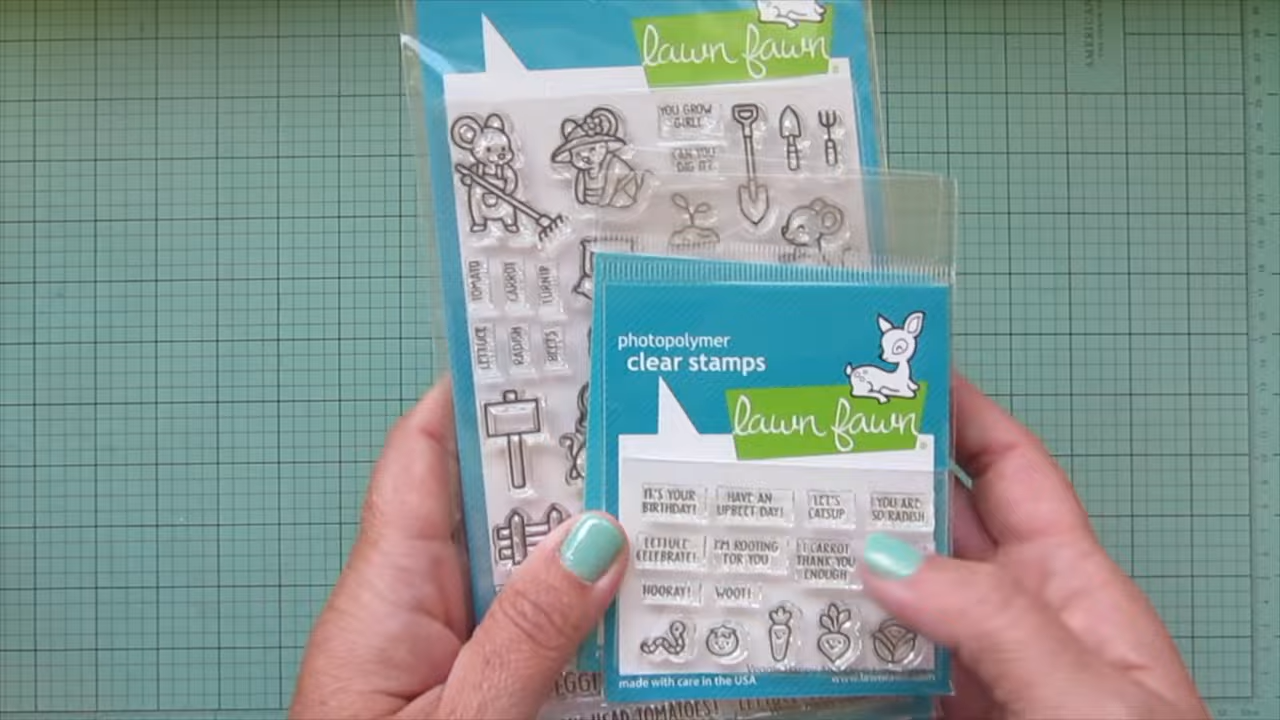 lawn fawn
YOU GROW
GIRL!
CAN YOU
DIG IT?
TOMATO
CARROT
TURNIP
LETTUCE
RADISH
BEETS
photopolymer
clear stamps
lawn fawn
IT'S YOUR
BIRTHDAY!
HAVE AN
UPBEET DAY!
LET'S
CATSUP
YOU ARE
SO RADISH
LETTUCE
CELEBRATE!
I'M ROOTING
FOR YOU
I CARROT
THANK YOU
ENOUGH
HOORAY!
WOOT!
made with care in the USA
HEAD TOMATOES!